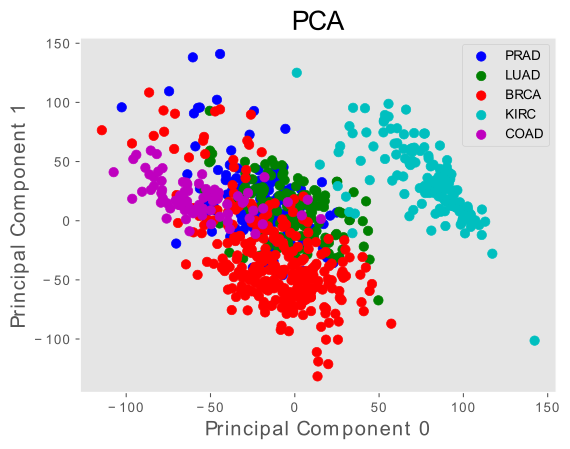 PCA
150
100
50
0
−50
−100
Principal Component 1
PRAD
LUAD
BRCA
KIRC
COAD
−100 −50 0 50 100 150
Principal Component 0